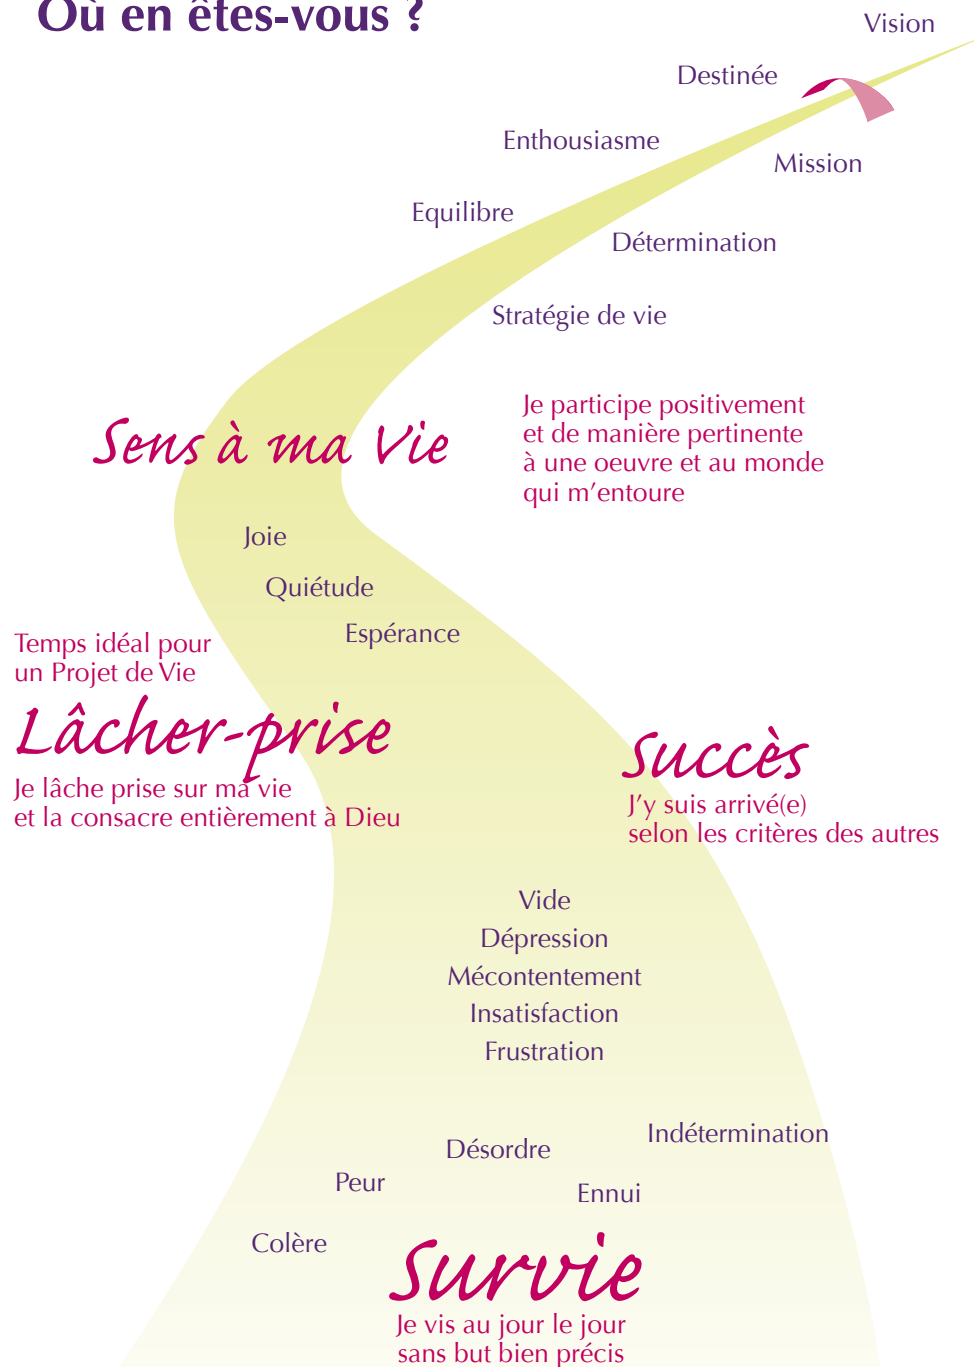 Où en êtes-vous ?
Vision
Destinée
Enthousiasme
Mission
Equilibre
Détermination
Stratégie de vie
Je participe positivement
et de manière pertinente
à une oeuvre et au monde
qui m’entoure
Sens à ma Vie
Joie
Quiétude
Espérance
Temps idéal pour
un Projet de Vie
Lâcher-prise
Je lâche prise sur ma vie
et la consacre entièrement à Dieu
Succès
J’y suis arrivé(e)
selon les critères des autres
Vide
Dépression
Mécontentement
Insatisfaction
Frustration
Indétermination
Désordre
Peur
Ennui
Colère
Survie
Je vis au jour le jour
sans but bien précis